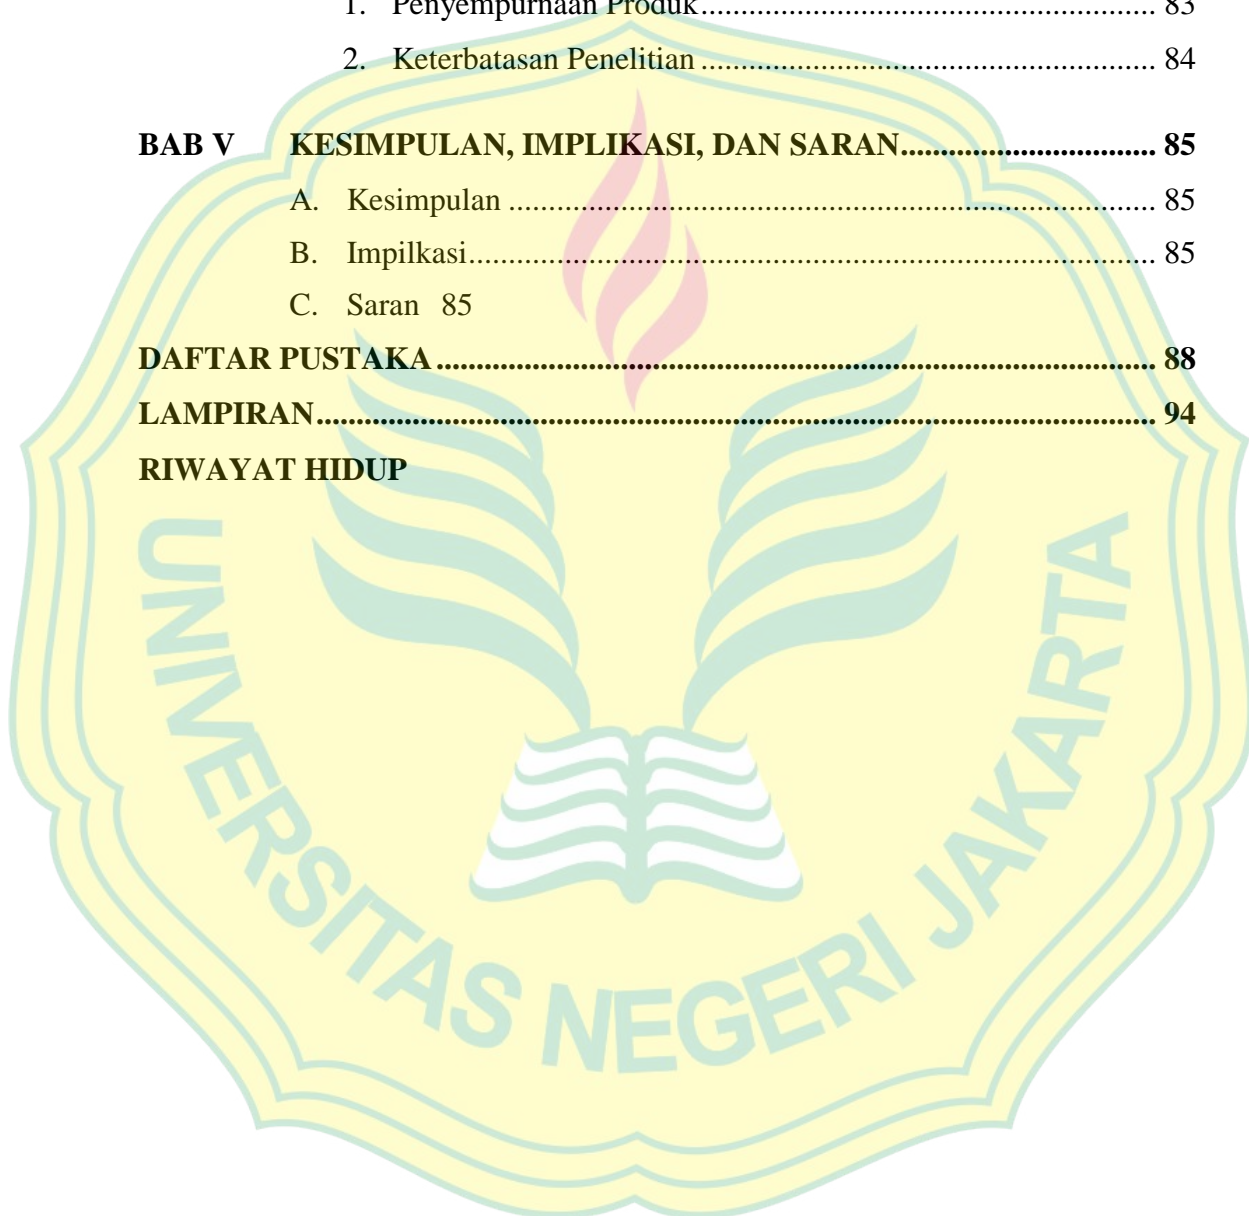 1. Penyempurnaan Produk......................................................... 83
2. Keterbatasan Penelitian ......................................................... 84
BAB V KESIMPULAN, IMPLIKASI, DAN SARAN................................ 85
A. Kesimpulan ................................................................................. 85
B. Impilkasi...................................................................................... 85
C. Saran 85
DAFTAR PUSTAKA .......................................................................................... 88
LAMPIRAN......................................................................................................... 94
RIWAYAT HIDUP
UNIVERSITAS NEGERI JAKARTA